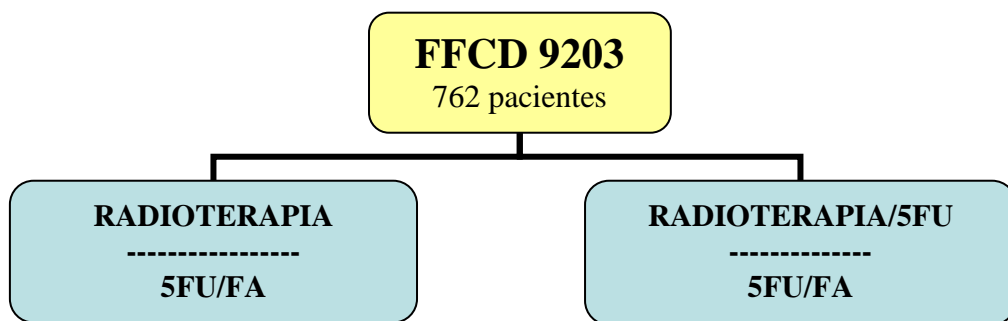 FFCD 9203
762 pacientes
RADIOTERAPIA
-----------------
5FU/FA
RADIOTERAPIA/5FU
--------------
5FU/FA